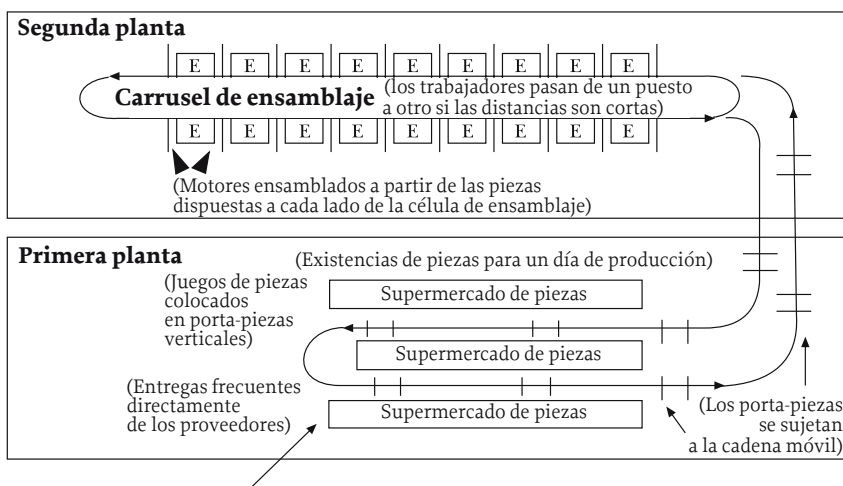 Segunda planta
E E E E E E E E E
Carrusel de ensamblaje (los trabajadores pasan de un puesto
a otro si las distancias son cortas)
E E E E E E E E E
(Motores ensamblados a partir de las piezas
dispuestas a cada lado de la célula de ensamblaje)
Primera planta
(Existencias de piezas para un día de producción)
(Juegos de piezas
colocados
en porta-piezas
verticales)
Supermercado de piezas
Supermercado de piezas
(Entregas frecuentes
directamente
de los proveedores)
Supermercado de piezas
(Los porta-piezas
se sujetan
a la cadena móvil)